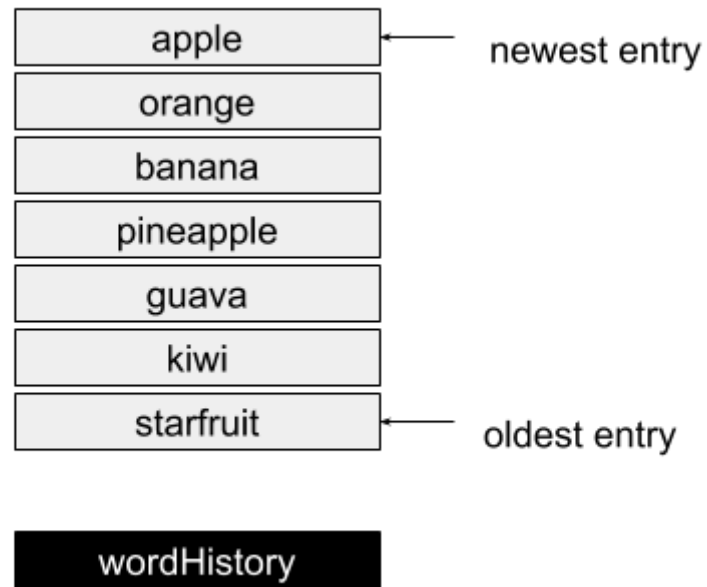 apple
newest entry
orange
banana
pineapple
guava
kiwi
starfruit
oldest entry
wordHistory